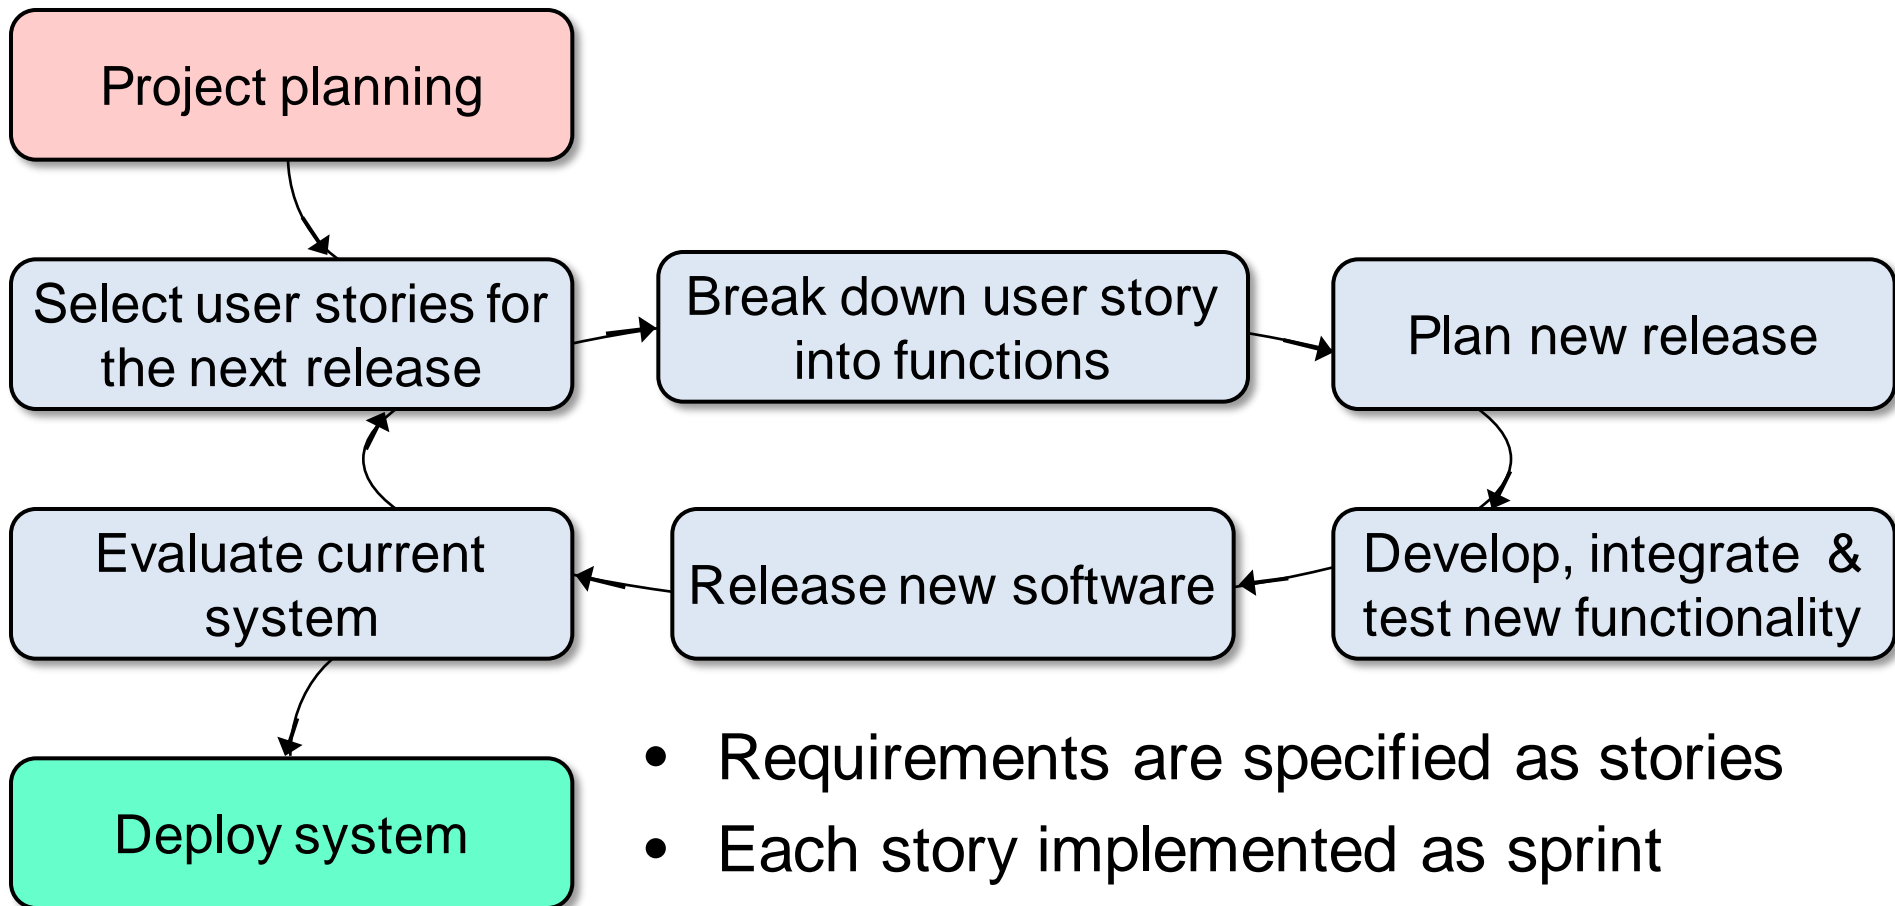 Project planning
Select user stories for
the next release
Break down user story
into functions
Plan new release
Develop, integrate & 
test new functionality
Release new software
Evaluate current
system
Deploy system
• Requirements are specified as stories
• Each story implemented as sprint